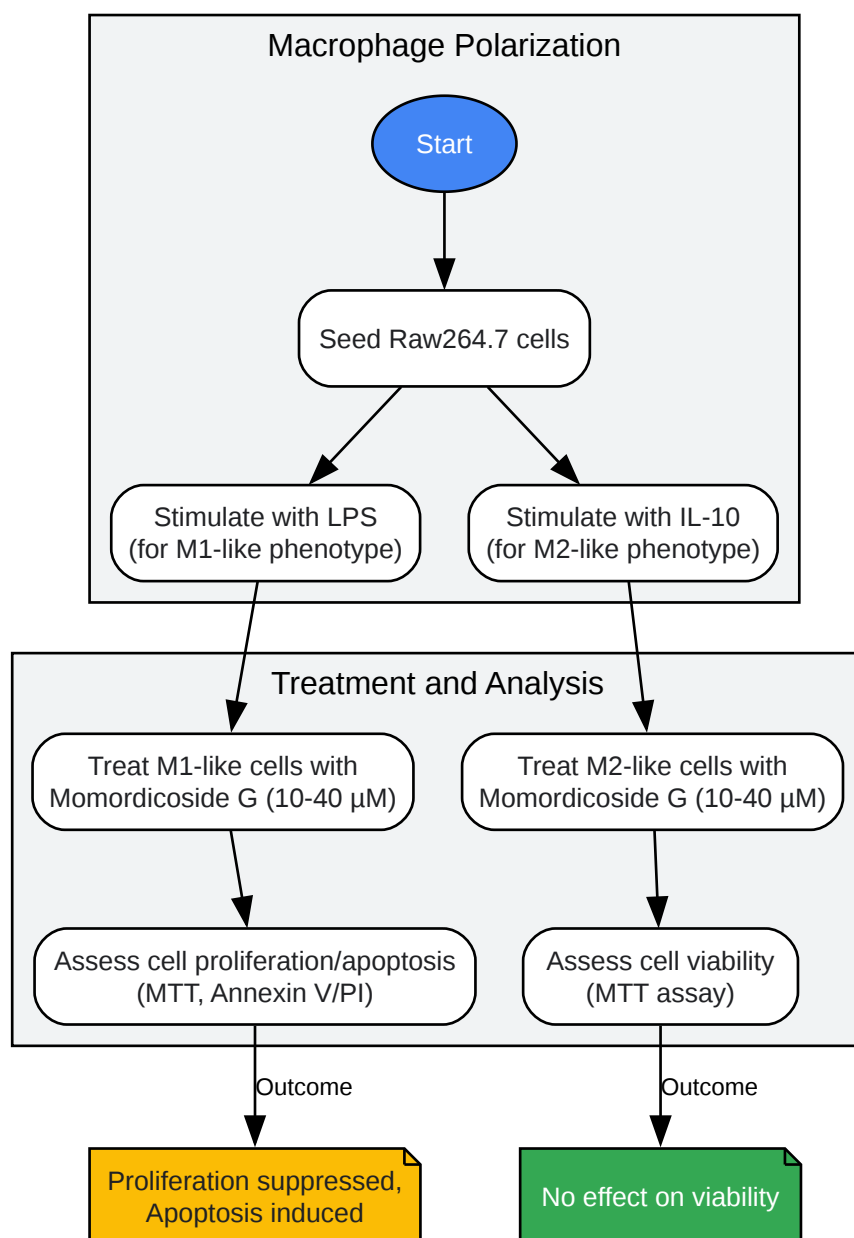 Macrophage Polarization
Start
Seed Raw264.7 cells
Stimulate with LPS
(for M1-like phenotype)
Stimulate with IL-10
(for M2-like phenotype)
Treatment and Analysis
Treat M1-like cells with
Momordicoside G (10-40 µM)
Treat M2-like cells with
Momordicoside G (10-40 µM)
Assess cell proliferation/apoptosis
(MTT, Annexin V/PI)
Assess cell viability
(MTT assay)
Outcome
Outcome
Proliferation suppressed,
Apoptosis induced
No effect on viability